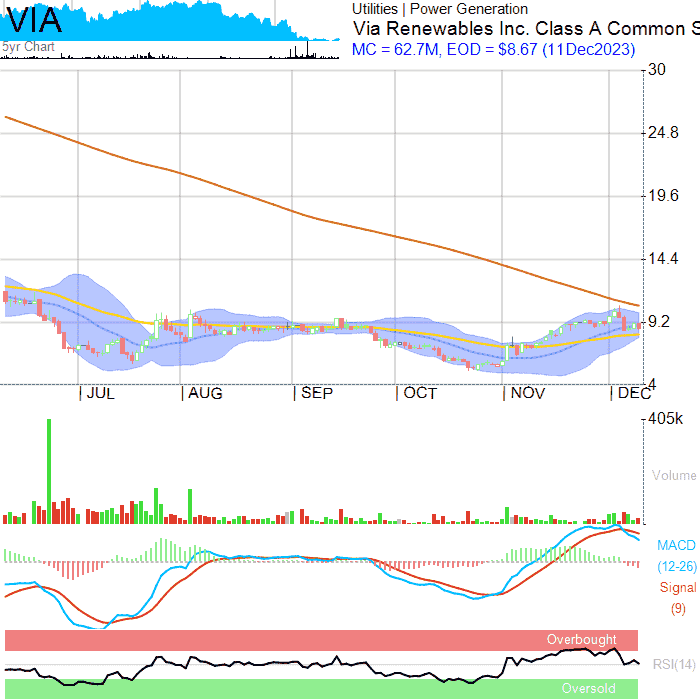 VIA
5yr Chart
Utilities | Power Generation
Via Renewables Inc. Class A Common S
MC = 62.7M, EOD = $8.67 (11Dec2023)
30
24.8
19.6
14.4
9.2
4
JUL
AUG
SEP
OCT
NOV
DEC
405k
Volume
MACD
(12-26)
Signal
(9)
Overbought
RSI(14)
Oversold